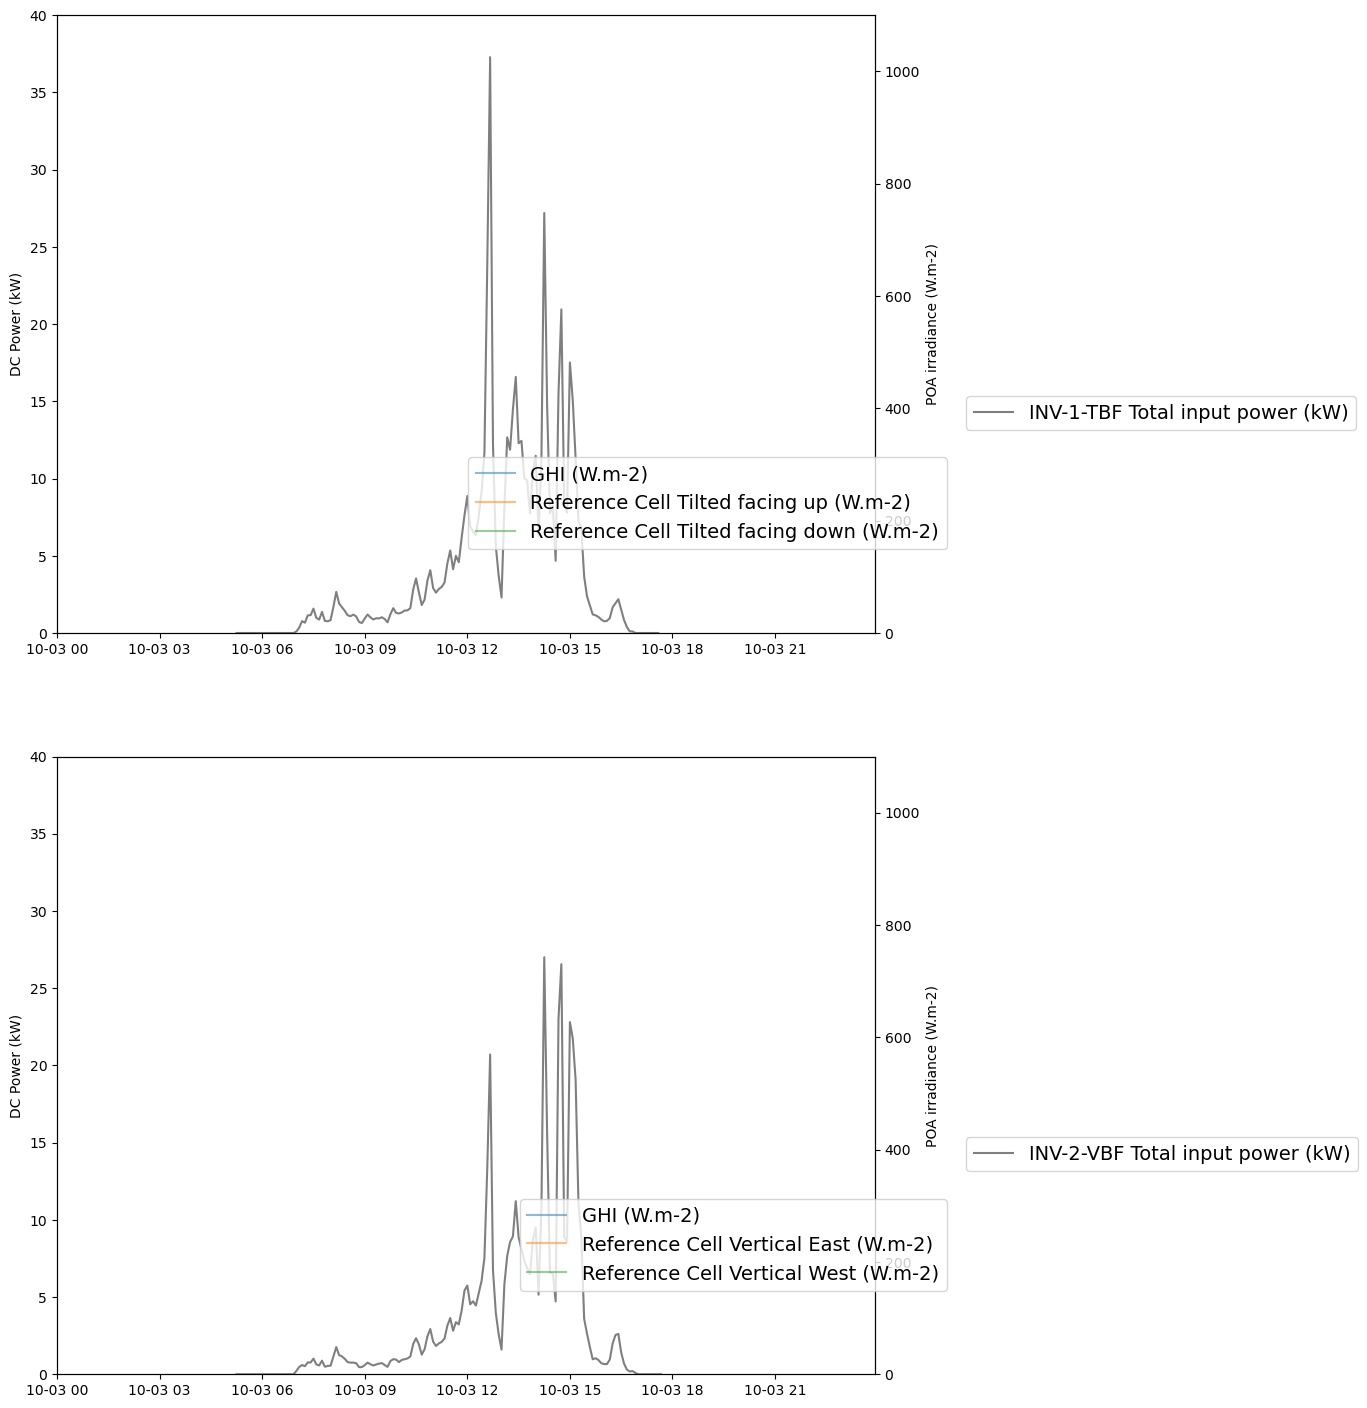 40
35
30
25
20
15
10
5
0
DC Power (kW)
1000
800
600
400
200
0
POA irradiance (W.m-2)
10-03 00 10-03 03 10-03 06 10-03 09 10-03 12 10-03 15 10-03 18 10-03 21
INV-1-TBF Total input power (kW)
GHI (W.m-2)
Reference Cell Tilted facing up (W.m-2)
Reference Cell Tilted facing down (W.m-2)
40
35
30
25
20
15
10
5
0
DC Power (kW)
1000
800
600
400
200
0
POA irradiance (W.m-2)
10-03 00 10-03 03 10-03 06 10-03 09 10-03 12 10-03 15 10-03 18 10-03 21
INV-2-VBF Total input power (kW)
GHI (W.m-2)
Reference Cell Vertical East (W.m-2)
Reference Cell Vertical West (W.m-2)